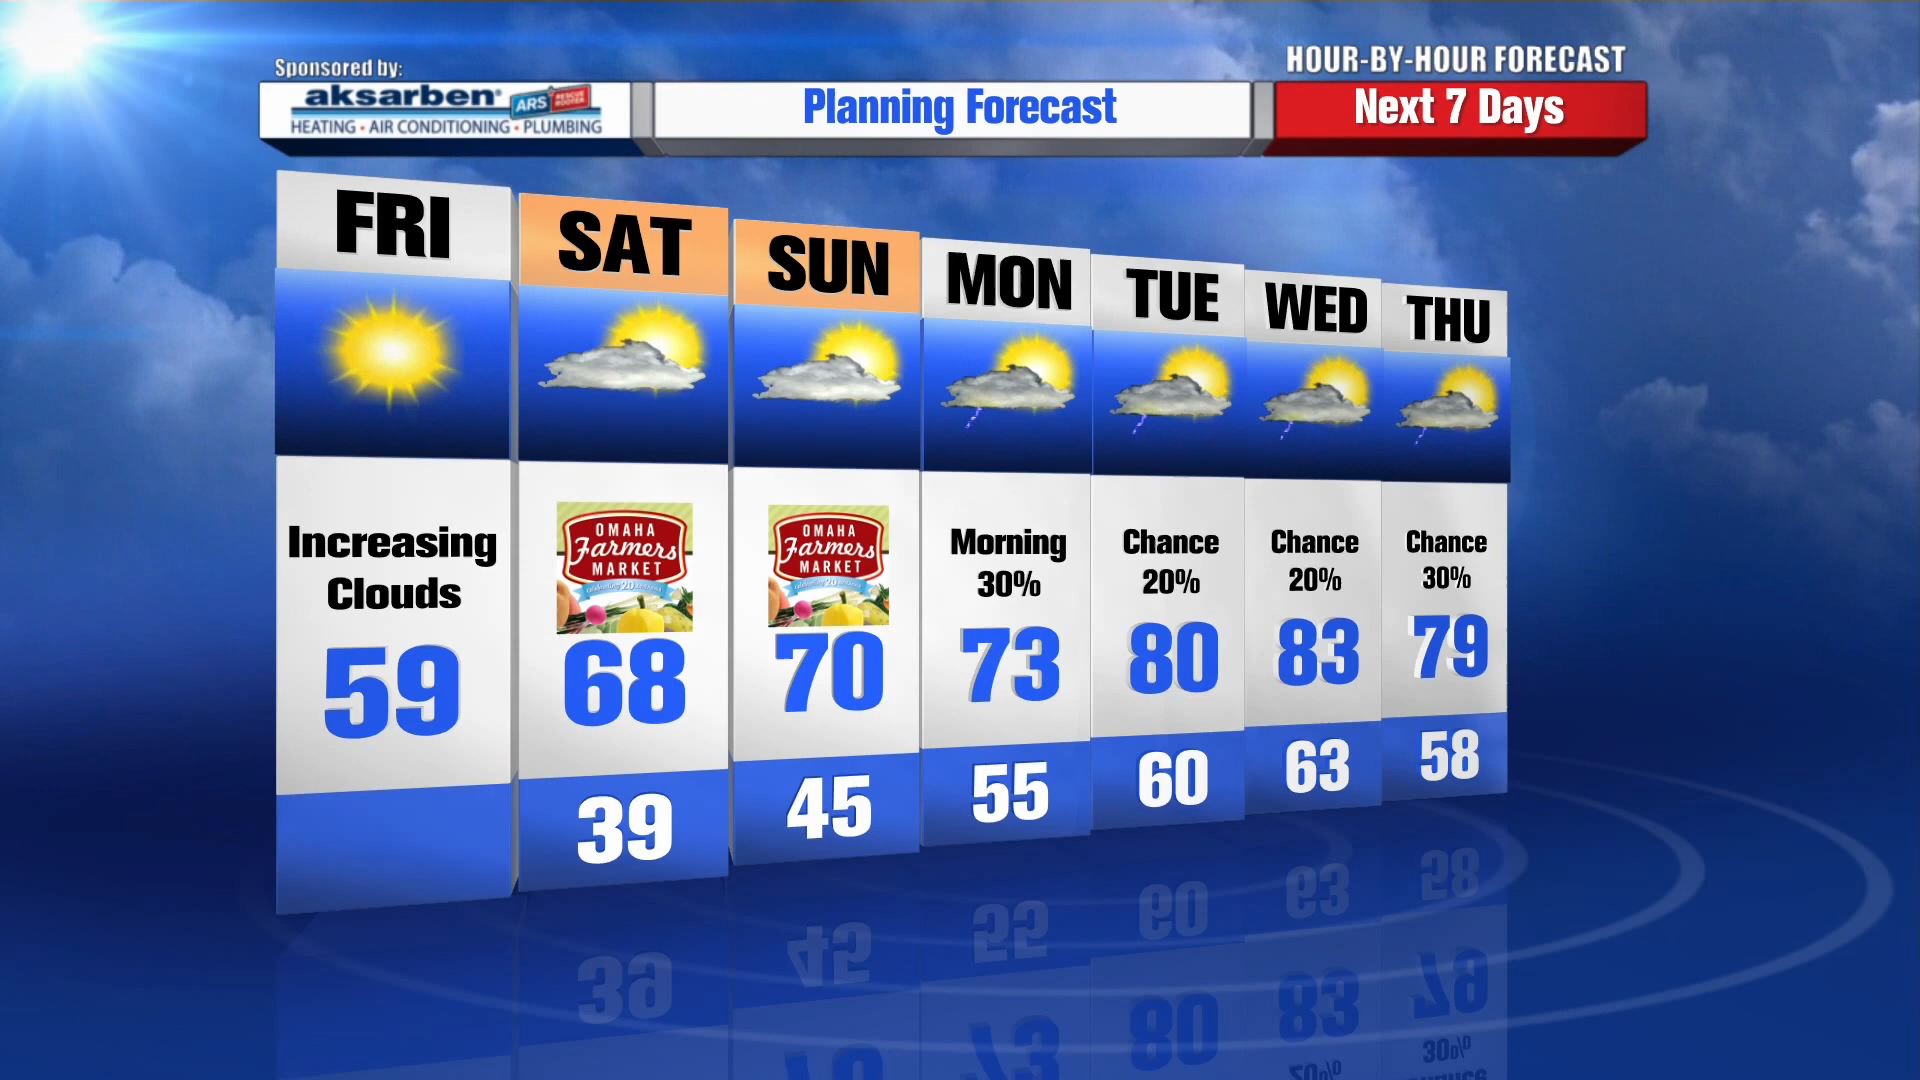 Sponsored by:
aksarben®
ARS RESCUE ROOTER
HEATING • AIR CONDITIONING • PLUMBING
Planning Forecast
HOUR-BY-HOUR FORECAST
Next 7 Days
FRI
SAT
SUN
MON
TUE
WED
THU
Increasing
Clouds
59
OMAHA
Farmers
MARKET
68
39
OMAHA
Farmers
MARKET
70
45
Morning
30%
73
55
Chance
20%
80
60
Chance
20%
83
63
Chance
30%
79
58